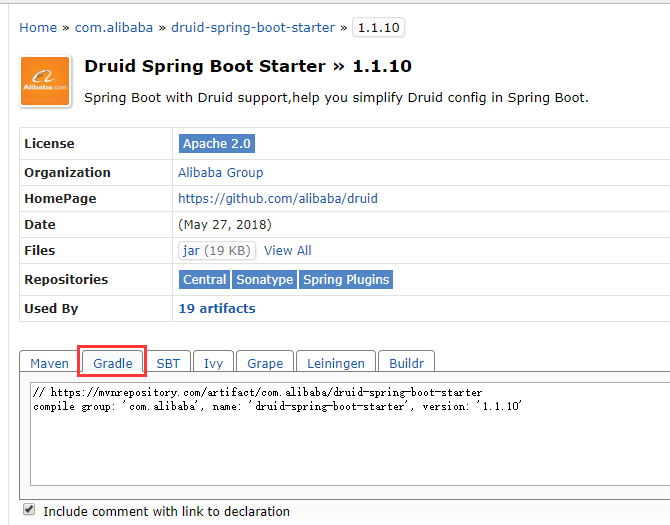 Home » com.alibaba » druid-spring-boot-starter » 1.1.10
Alibaba.com
Druid Spring Boot Starter » 1.1.10
Spring Boot with Druid support,help you simplify Druid config in Spring Boot.
License Apache 2.0
Organization Alibaba Group
HomePage https://github.com/alibaba/druid
Date (May 27, 2018)
Files jar (19 KB) View All
Repositories Central Sonatype Spring Plugins
Used By 19 artifacts
Maven Gradle SBT Ivy Grape Leiningen Buildr
// https://mvnrepository.com/artifact/com.alibaba/druid-spring-boot-starter
compile group: 'com.alibaba', name: 'druid-spring-boot-starter', version: '1.1.10'
Include comment with link to declaration